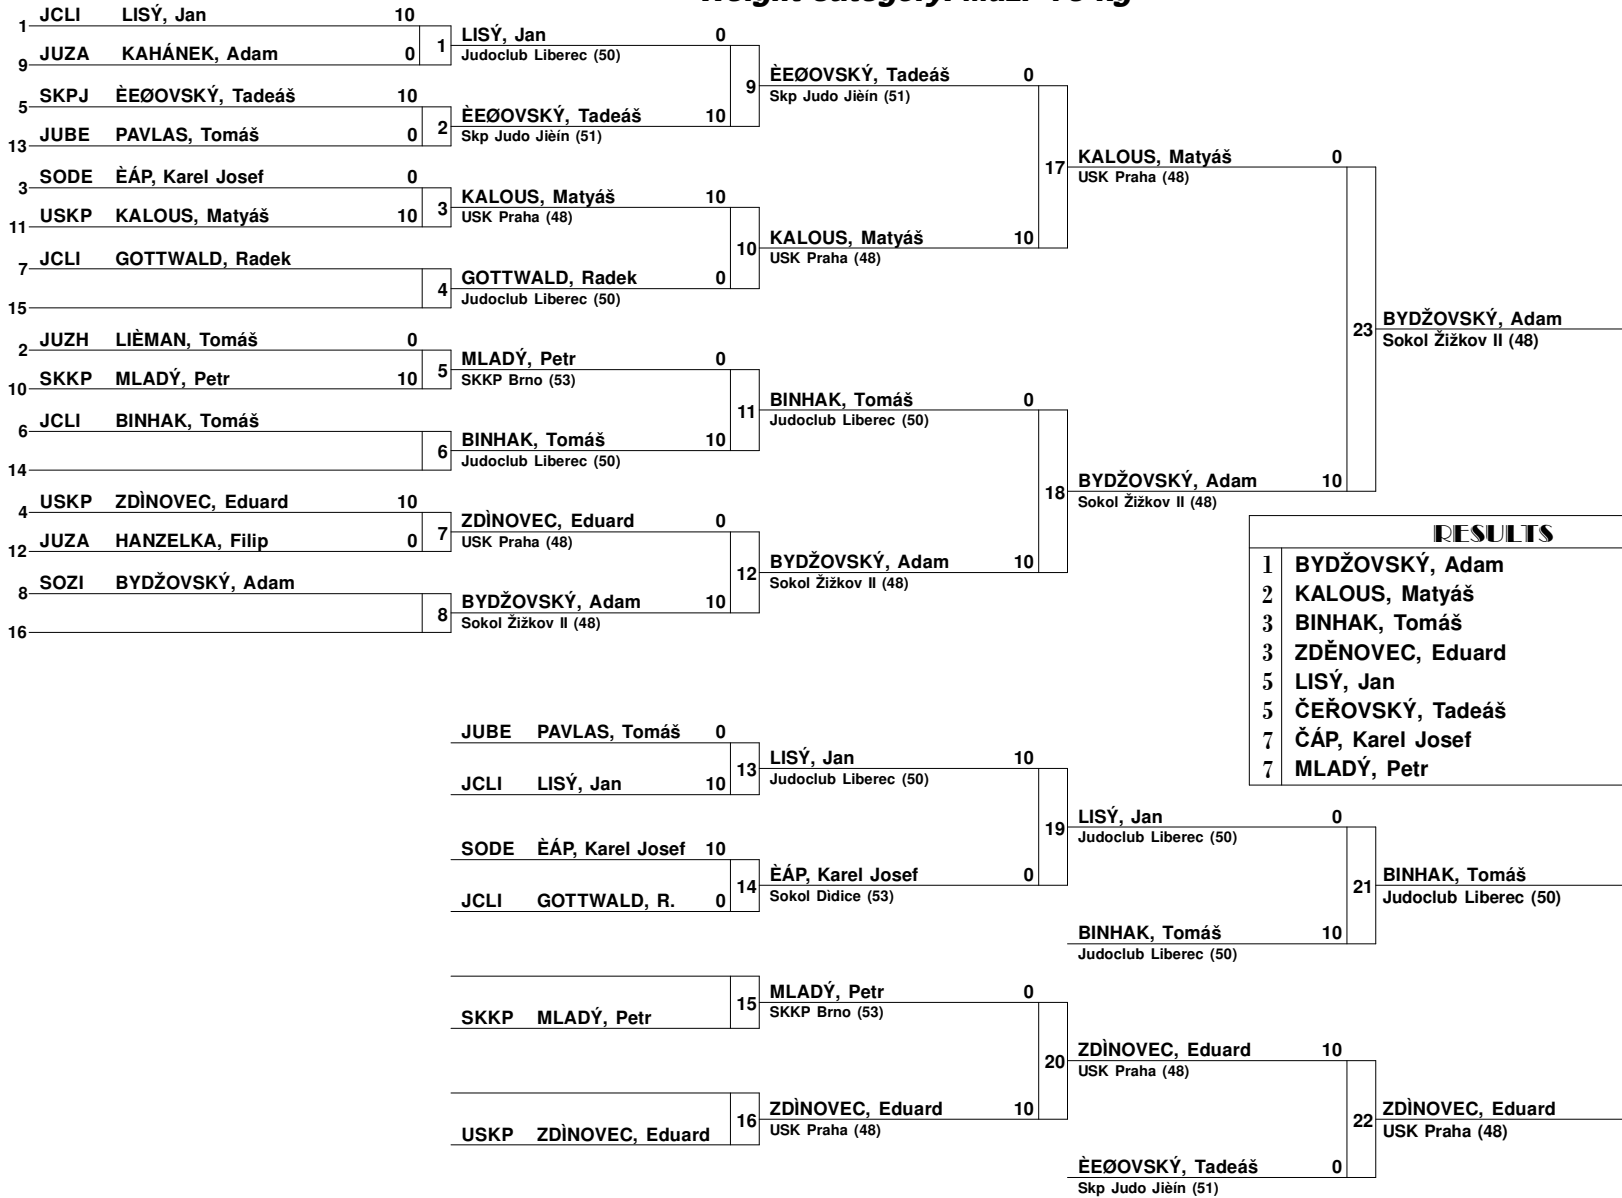 1 JCLI LISÝ, Jan 10
9 JUZA KAHÁNEK, Adam 0
1 LISÝ, Jan 0
Judoclub Liberec (50)
5 SKPJ ÈEØOVSKÝ, Tadeáš 10
13 JUBE PAVLAS, Tomáš 0
2 ÈEØOVSKÝ, Tadeáš 10
Skp Judo Jièín (51)
9 ÈEØOVSKÝ, Tadeáš 0
Skp Judo Jièín (51)
3 SODE ÈÁP, Karel Josef 0
11 USKP KALOUS, Matyáš 10
3 KALOUS, Matyáš 10
USK Praha (48)
7 JCLI GOTTWALD, Radek
15
4 GOTTWALD, Radek 0
Judoclub Liberec (50)
10 KALOUS, Matyáš 10
USK Praha (48)
17 KALOUS, Matyáš 0
USK Praha (48)
2 JUZH LIÈMAN, Tomáš 0
10 SKKP MLADÝ, Petr 10
5 MLADÝ, Petr 0
SKKP Brno (53)
6 JCLI BINHAK, Tomáš
14
6 BINHAK, Tomáš 10
Judoclub Liberec (50)
11 BINHAK, Tomáš 0
Judoclub Liberec (50)
4 USKP ZDÌNOVEC, Eduard 10
12 JUZA HANZELKA, Filip 0
7 ZDÌNOVEC, Eduard 0
USK Praha (48)
8 SOZI BYDŽOVSKÝ, Adam
16
8 BYDŽOVSKÝ, Adam 10
Sokol Žižkov II (48)
12 BYDŽOVSKÝ, Adam 10
Sokol Žižkov II (48)
18 BYDŽOVSKÝ, Adam 10
Sokol Žižkov II (48)
23 BYDŽOVSKÝ, Adam
Sokol Žižkov II (48)
RESULTS
1 BYDŽOVSKÝ, Adam
2 KALOUS, Matyáš
3 BINHAK, Tomáš
3 ZDĚNOVEC, Eduard
5 LISÝ, Jan
5 ČEŘOVSKÝ, Tadeáš
7 ČÁP, Karel Josef
7 MLADÝ, Petr
JUBE PAVLAS, Tomáš 0
JCLI LISÝ, Jan 10
13 LISÝ, Jan 10
Judoclub Liberec (50)
SODE ÈÁP, Karel Josef 10
JCLI GOTTWALD, R. 0
14 ÈÁP, Karel Josef 0
Sokol Dìdice (53)
19 LISÝ, Jan 0
Judoclub Liberec (50)
BINHAK, Tomáš 10
Judoclub Liberec (50)
21 BINHAK, Tomáš
Judoclub Liberec (50)
SKKP MLADÝ, Petr
15 MLADÝ, Petr 0
SKKP Brno (53)
USKP ZDÌNOVEC, Eduard
16 ZDÌNOVEC, Eduard 10
USK Praha (48)
20 ZDÌNOVEC, Eduard 10
USK Praha (48)
ÈEØOVSKÝ, Tadeáš 0
Skp Judo Jièín (51)
22 ZDÌNOVEC, Eduard
USK Praha (48)